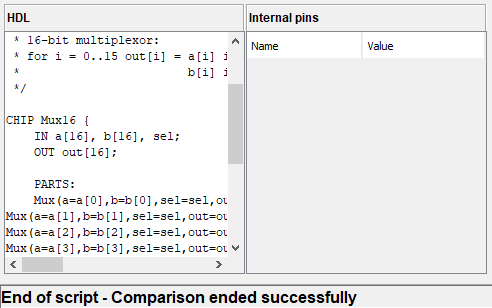 HDL
 * 16-bit multiplexor:
 * for i = 0..15 out[i] = a[i] i
 *                        b[i] i
 */
CHIP Mux16 {
    IN a[16], b[16], sel;
    OUT out[16];
    PARTS:
    Mux(a=a[0],b=b[0],sel=sel,ou
Mux(a=a[1],b=b[1],sel=sel,out=ou
Mux(a=a[2],b=b[2],sel=sel,out=ou
Mux(a=a[3],b=b[3],sel=sel,out=ou
Internal pins
Name Value
End of script - Comparison ended successfully